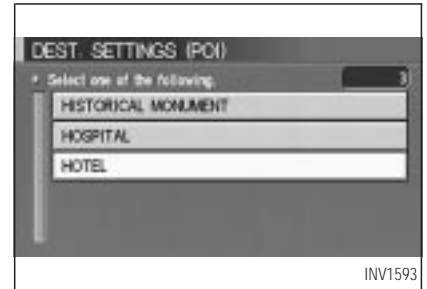 DEST. SETTINGS (POI)
Select one of the following. 3
HISTORICAL MONUMENT
HOSPITAL
HOTEL
INV1593